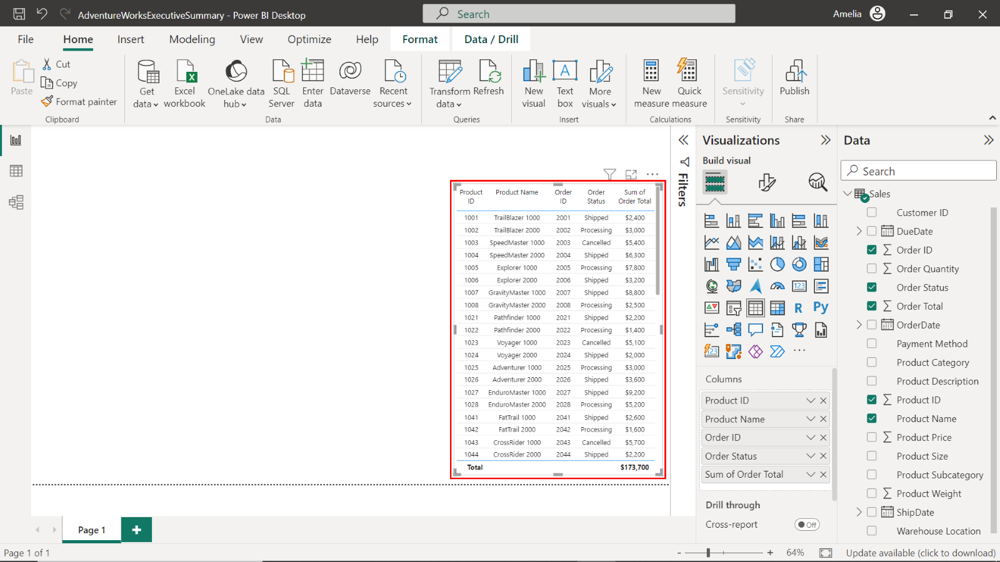 AdventureWorksExecutiveSummary - Power BI Desktop
Search
Amelia
File Home Insert Modeling View Optimize Help Format Data / Drill
Paste
Cut
Copy
Format painter
Clipboard
Get data
Excel workbook
OneLake data hub
SQL Server
Enter data
Dataverse
Recent sources
Data
Transform data
Refresh
Queries
New visual
Text box
More visuals
Insert
New measure
Quick measure
Calculations
Sensitivity
Sensitivity
Publish
Share
Product ID Product Name Order ID Order Status Sum of Order Total
1001 TrailBlazer 1000 2001 Shipped $2,400
1002 TrailBlazer 2000 2002 Processing $3,000
1003 SpeedMaster 1000 2003 Cancelled $5,400
1004 SpeedMaster 2000 2004 Shipped $6,300
1005 Explorer 1000 2005 Processing $7,800
1006 Explorer 2000 2006 Shipped $3,200
1007 GravityMaster 1000 2007 Shipped $8,800
1008 GravityMaster 2000 2008 Processing $2,500
1021 Pathfinder 1000 2021 Shipped $2,200
1022 Pathfinder 2000 2022 Processing $1,400
1023 Voyager 1000 2023 Cancelled $5,100
1024 Voyager 2000 2024 Shipped $2,000
1025 Adventurer 1000 2025 Processing $3,000
1026 Adventurer 2000 2026 Shipped $3,600
1027 EnduroMaster 1000 2027 Shipped $9,200
1028 EnduroMaster 2000 2028 Processing $5,200
1041 FatTrail 1000 2041 Shipped $2,600
1042 FatTrail 2000 2042 Processing $1,600
1043 CrossRider 1000 2043 Cancelled $5,700
1044 CrossRider 2000 2044 Shipped $2,200
Total $173,700
Filters
Visualizations
Build visual
123
R
Py
123
Columns
Product ID
Product Name
Order ID
Order Status
Sum of Order Total
Drill through
Cross-report Off
Data
Search
Sales
Customer ID
DueDate
Order ID
Order Quantity
Order Status
Order Total
OrderDate
Payment Method
Product Category
Product Description
Product ID
Product Name
Product Price
Product Size
Product Subcategory
Product Weight
ShipDate
Warehouse Location
Page 1
Page 1 of 1
- + 64%
Update available (click to download)